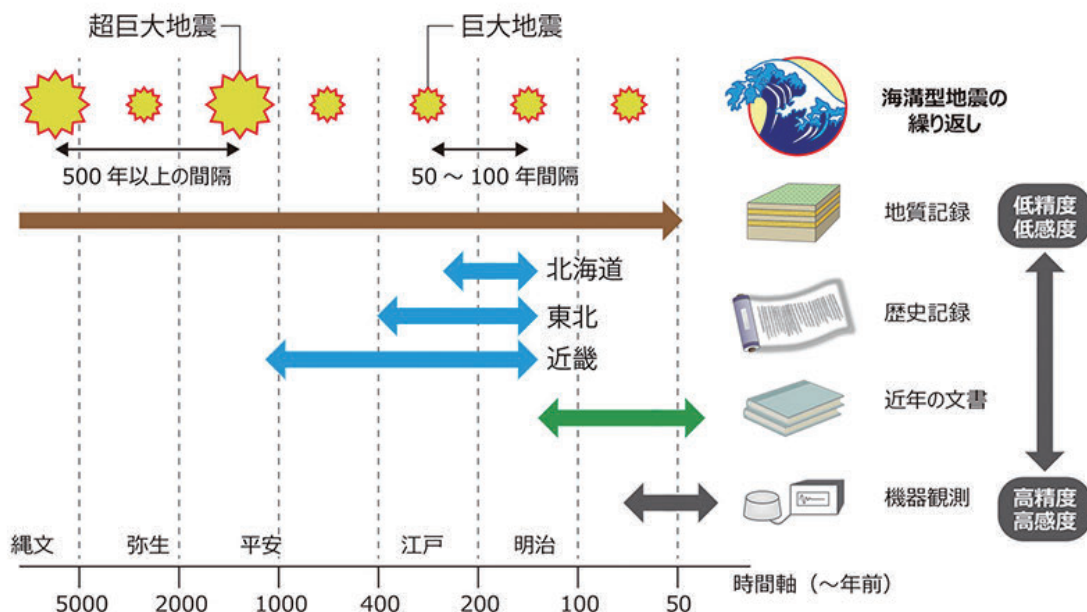 超巨大地震
巨大地震
海溝型地震の
繰り返し
500 年以上の間隔
50 ～ 100 年間隔
地質記録
低精度
低感度
北海道
東北
近畿
歴史記録
近年の文書
機器観測
高精度
高感度
縄文
弥生
平安
江戸
明治
時間軸（～年前）
5000
2000
1000
400
200
100
50